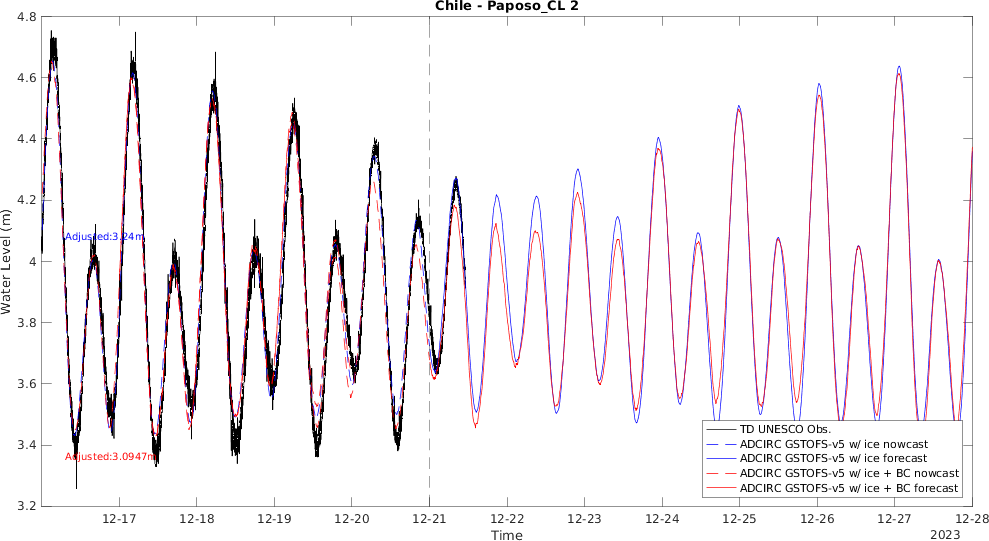 Chile - Paposo_CL 2
4.8
4.6
4.4
4.2
4
3.8
3.6
3.4
3.2
Water Level (m)
Adjusted:3.24m
Adjusted:3.0947m
TD UNESCO Obs.
ADCIRC GSTOFS-v5 w/ ice nowcast
ADCIRC GSTOFS-v5 w/ ice forecast
ADCIRC GSTOFS-v5 w/ ice + BC nowcast
ADCIRC GSTOFS-v5 w/ ice + BC forecast
12-17 12-18 12-19 12-20 12-21 12-22 12-23 12-24 12-25 12-26 12-27 12-28
Time
2023